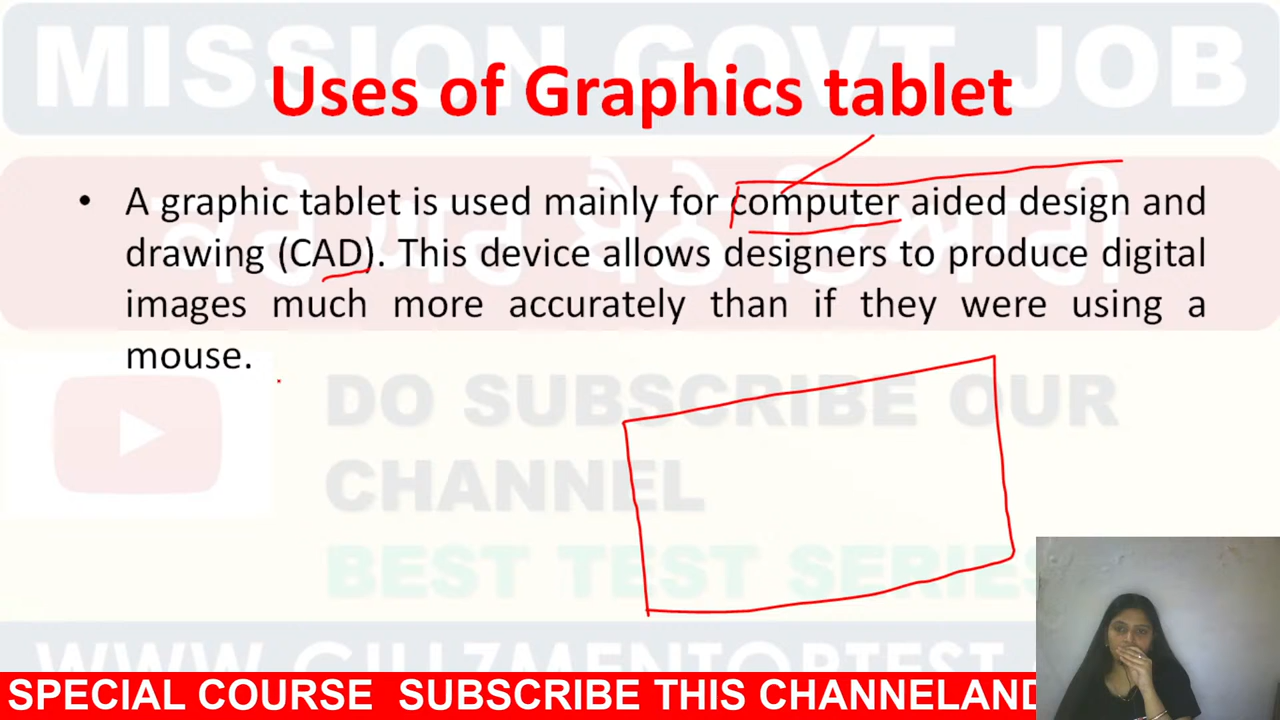 MISSION GOVT JOB
Uses of Graphics tablet
• A graphic tablet is used mainly for computer aided design and
drawing (CAD). This device allows designers to produce digital
images much more accurately than if they were using a
mouse.
DO SUBSCRIBE OUR
CHANNEL
BEST TEST SERIES
SPECIAL COURSE SUBSCRIBE THIS CHANNELAND